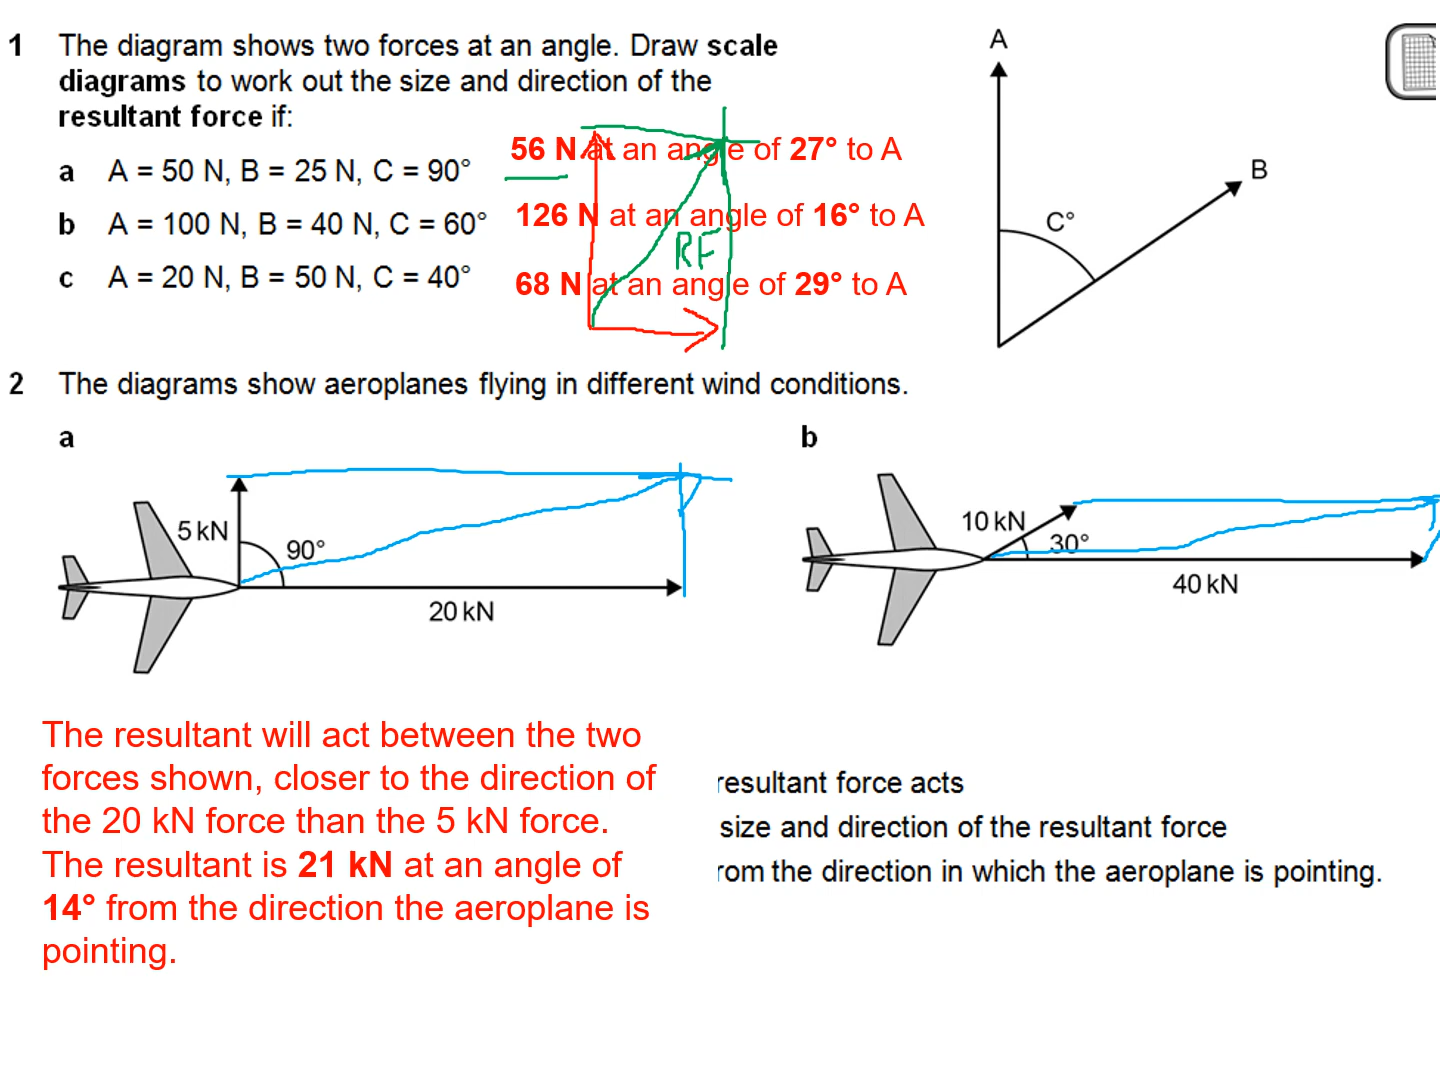 1 The diagram shows two forces at an angle. Draw scale
diagrams to work out the size and direction of the
resultant force if:
a A = 50 N, B = 25 N, C = 90°
56 N at an angle of 27° to A
b A = 100 N, B = 40 N, C = 60°
126 N at an angle of 16° to A
c A = 20 N, B = 50 N, C = 40°
68 N at an angle of 29° to A
RF
A
B
C°
2 The diagrams show aeroplanes flying in different wind conditions.
a
5 kN
90°
20 kN
b
10 kN
30°
40 kN
The resultant will act between the two
forces shown, closer to the direction of
the 20 kN force than the 5 kN force.
The resultant is 21 kN at an angle of
14° from the direction the aeroplane is
pointing.
resultant force acts
size and direction of the resultant force
rom the direction in which the aeroplane is pointing.